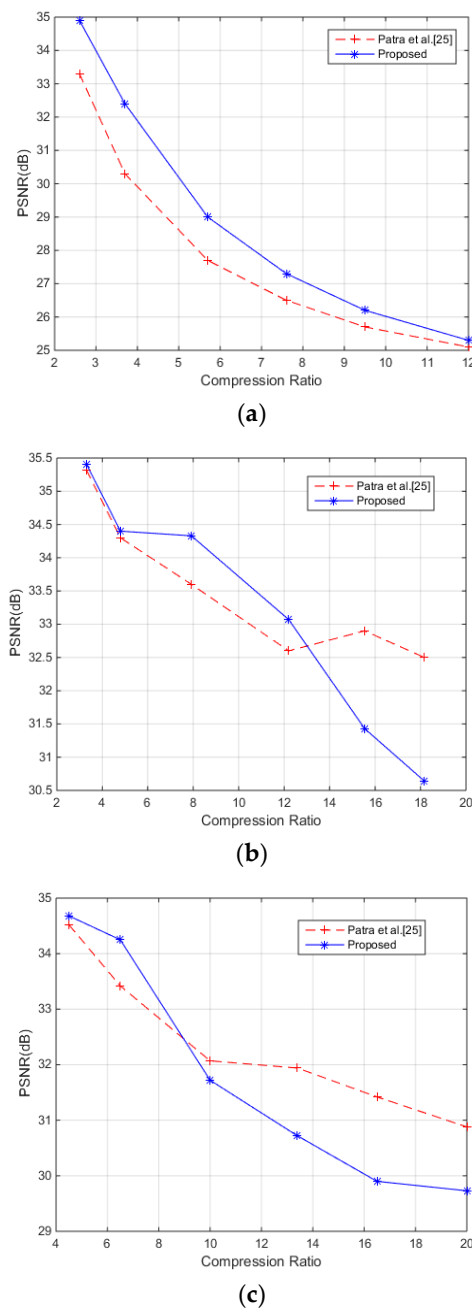 35
34
33
32
31
30
29
28
27
26
25
PSNR(dB)
Patra et al.[25]
Proposed
2 3 4 5 6 7 8 9 10 11 12
Compression Ratio
(a)
35.5
35
34.5
34
33.5
33
32.5
32
31.5
31
30.5
PSNR(dB)
Patra et al.[25]
Proposed
2 4 6 8 10 12 14 16 18 20
Compression Ratio
(b)
35
34
33
32
31
30
29
PSNR(dB)
Patra et al.[25]
Proposed
4 6 8 10 12 14 16 18 20
Compression Ratio
(c)